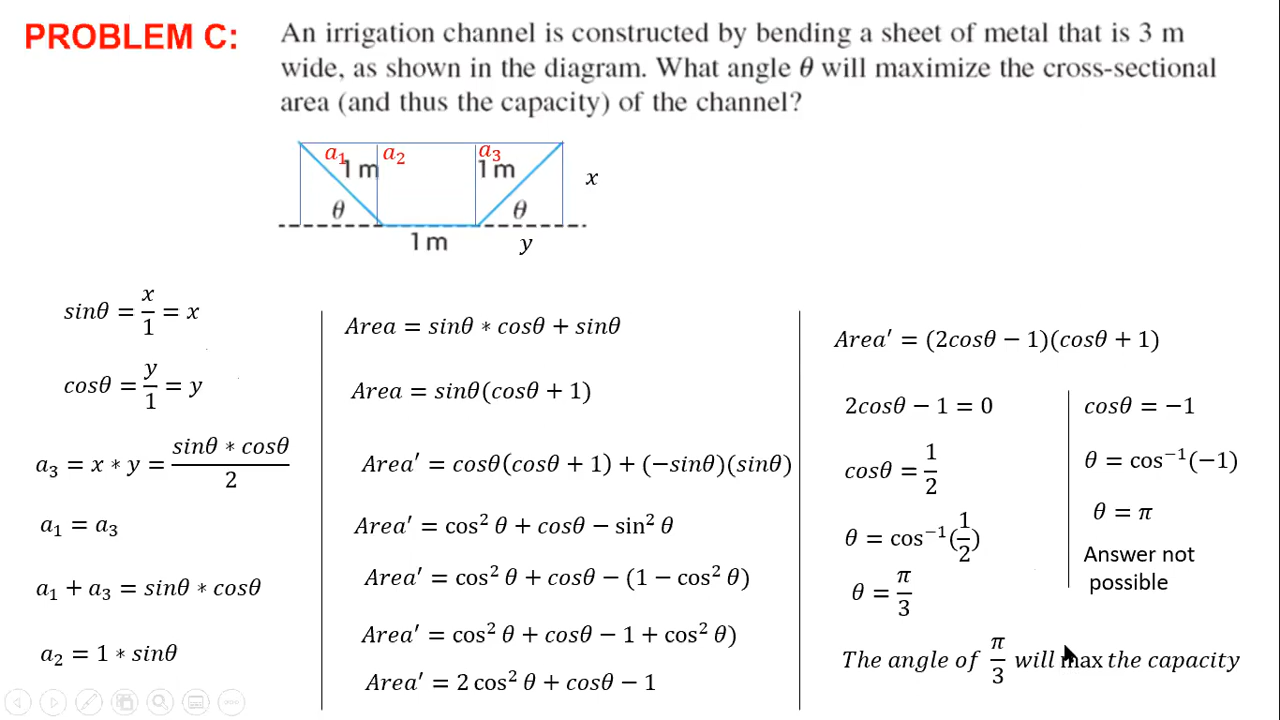 PROBLEM C:
An irrigation channel is constructed by bending a sheet of metal that is 3 m
wide, as shown in the diagram. What angle θ will maximize the cross-sectional
area (and thus the capacity) of the channel?
a₁ a₂ a₃
1 m 1 m x
θ θ
1 m y
sinθ = x/1 = x
cosθ = y/1 = y
a₃ = x * y = sinθ * cosθ / 2
a₁ = a₃
a₁ + a₃ = sinθ * cosθ
a₂ = 1 * sinθ
Area = sinθ * cosθ + sinθ
Area = sinθ(cosθ + 1)
Area′ = cosθ(cosθ + 1) + (−sinθ)(sinθ)
Area′ = cos² θ + cosθ − sin² θ
Area′ = cos² θ + cosθ − (1 − cos² θ)
Area′ = cos² θ + cosθ − 1 + cos² θ)
Area′ = 2 cos² θ + cosθ − 1
Area′ = (2cosθ − 1)(cosθ + 1)
2cosθ − 1 = 0
cosθ = 1/2
θ = cos⁻¹(1/2)
θ = π/3
cosθ = −1
θ = cos⁻¹(−1)
θ = π
Answer not
possible
The angle of π/3 will max the capacity